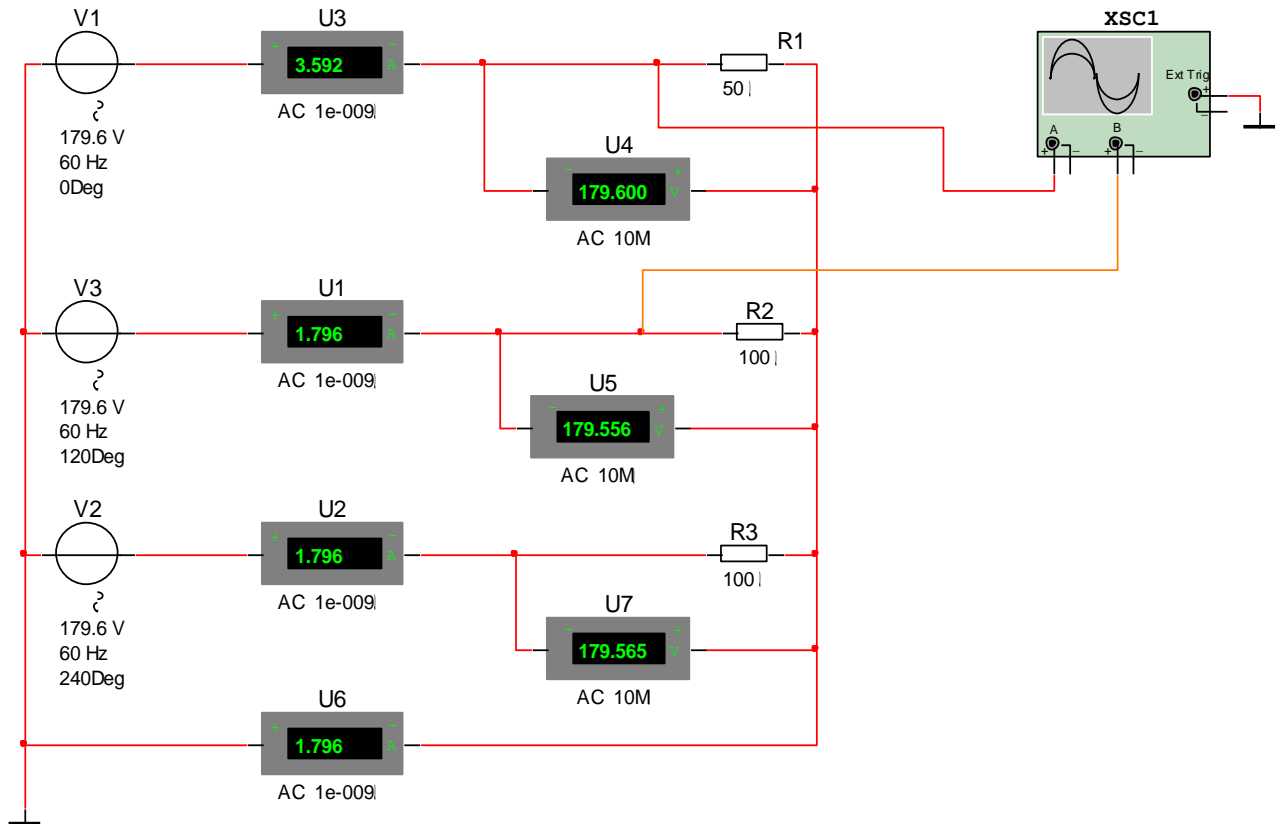 V1
179.6 V
60 Hz
0Deg
U3
+
−
3.592
A
AC 1e-009
R1
50
U4
−
+
179.600
V
AC 10M
XSC1
Ext Trig
+
−
A
B
+
−
+
−
V3
179.6 V
60 Hz
120Deg
U1
+
−
1.796
A
AC 1e-009
R2
100
U5
−
+
179.556
V
AC 10M
V2
179.6 V
60 Hz
240Deg
U2
+
−
1.796
A
AC 1e-009
R3
100
U7
−
+
179.565
V
AC 10M
U6
+
−
1.796
A
AC 1e-009